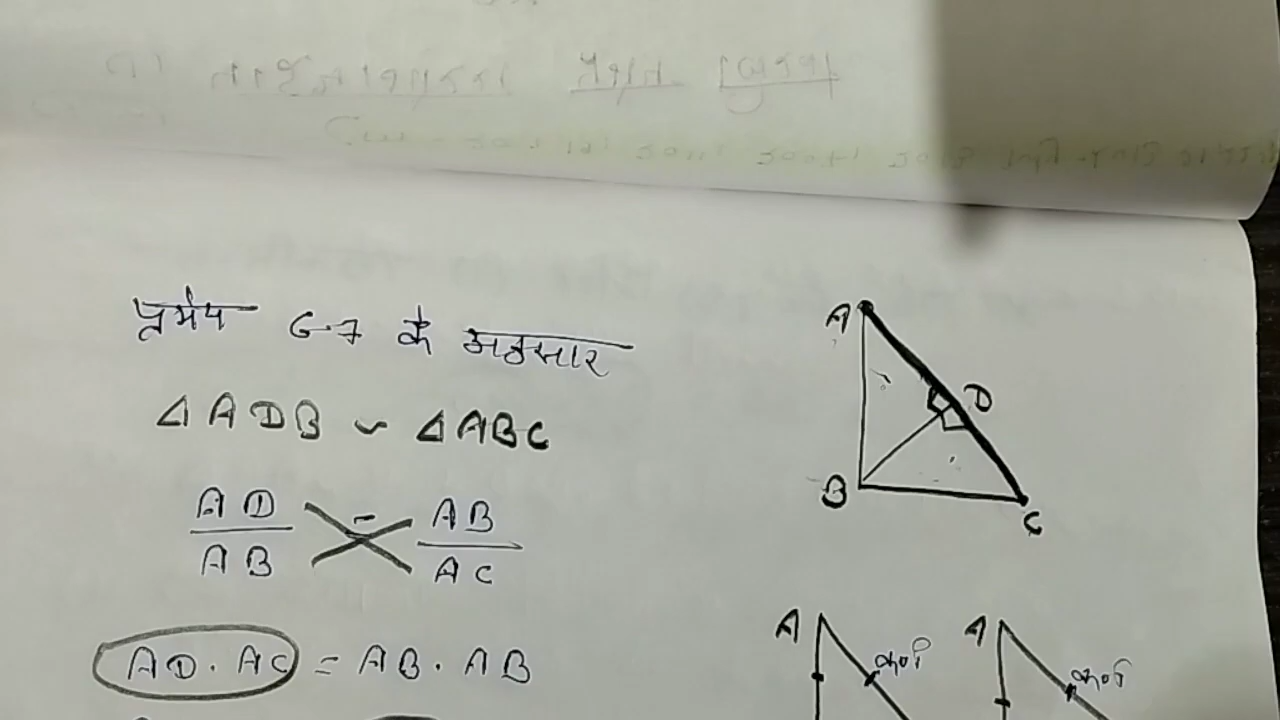 प्रमेय 6.7 के अनुसार
△ADB ~ △ABC
AD/AB = AB/AC
AD . AC = AB . AB
A
D
B
C
A कर्ण
A कर्ण